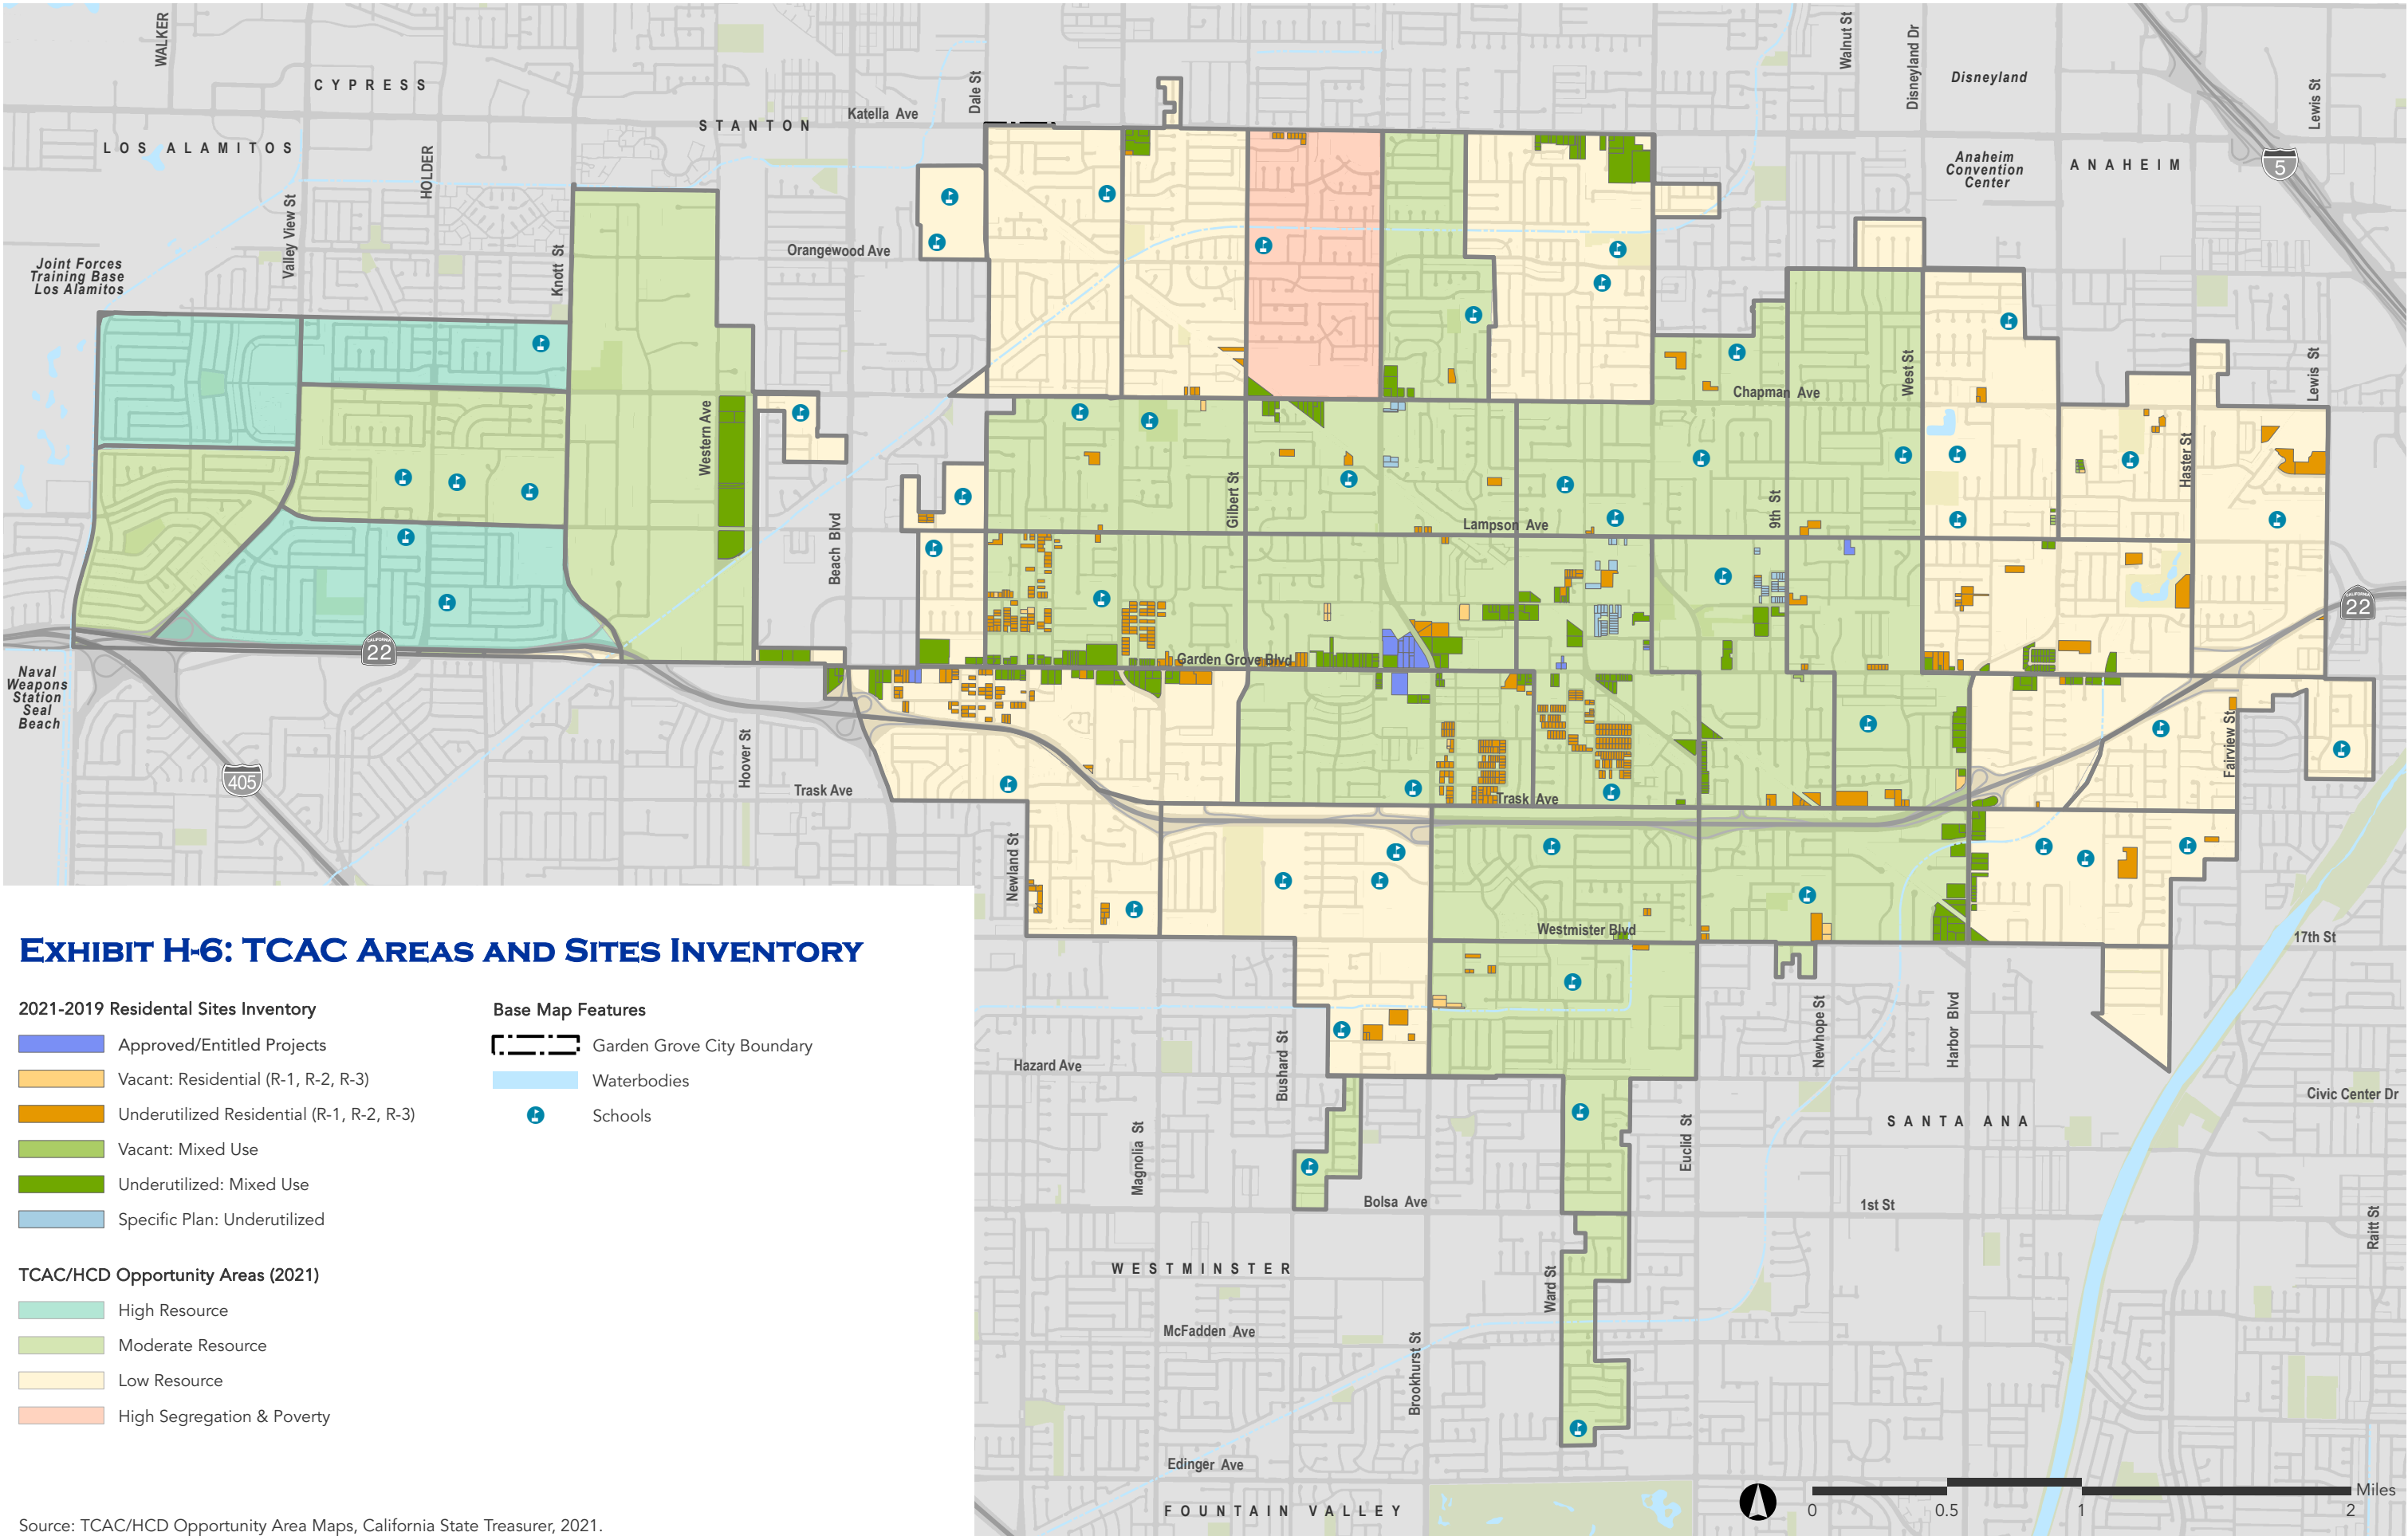 WALKER
CYPRESS
LOS ALAMITOS
HOLDER
Valley View St
Knott St
Joint Forces
Training Base
Los Alamitos
STANTON
Katella Ave
Dale St
Orangewood Ave
Walnut St
Disneyland Dr
Disneyland
Lewis St
Anaheim
Convention
Center
ANAHEIM
5
Western Ave
Beach Blvd
Gilbert St
Chapman Ave
West St
Lewis St
Haster St
Lampson Ave
9th St
CALIFORNIA
22
CALIFORNIA
22
Garden Grove Blvd
Naval
Weapons
Station
Seal
Beach
405
Hoover St
Trask Ave
Trask Ave
Fairview St
Newland St
Westmister Blvd
17th St
Hazard Ave
Bushard St
Magnolia St
Bolsa Ave
Euclid St
Newhope St
Harbor Blvd
SANTA ANA
Civic Center Dr
1st St
Raitt St
WESTMINSTER
Ward St
McFadden Ave
Brookhurst St
Edinger Ave
FOUNTAIN VALLEY
EXHIBIT H-6: TCAC AREAS AND SITES INVENTORY
2021-2019 Residental Sites Inventory
Approved/Entitled Projects
Vacant: Residential (R-1, R-2, R-3)
Underutilized Residential (R-1, R-2, R-3)
Vacant: Mixed Use
Underutilized: Mixed Use
Specific Plan: Underutilized
TCAC/HCD Opportunity Areas (2021)
High Resource
Moderate Resource
Low Resource
High Segregation & Poverty
Base Map Features
Garden Grove City Boundary
Waterbodies
Schools
0 0.5 1 2 Miles
Source: TCAC/HCD Opportunity Area Maps, California State Treasurer, 2021.